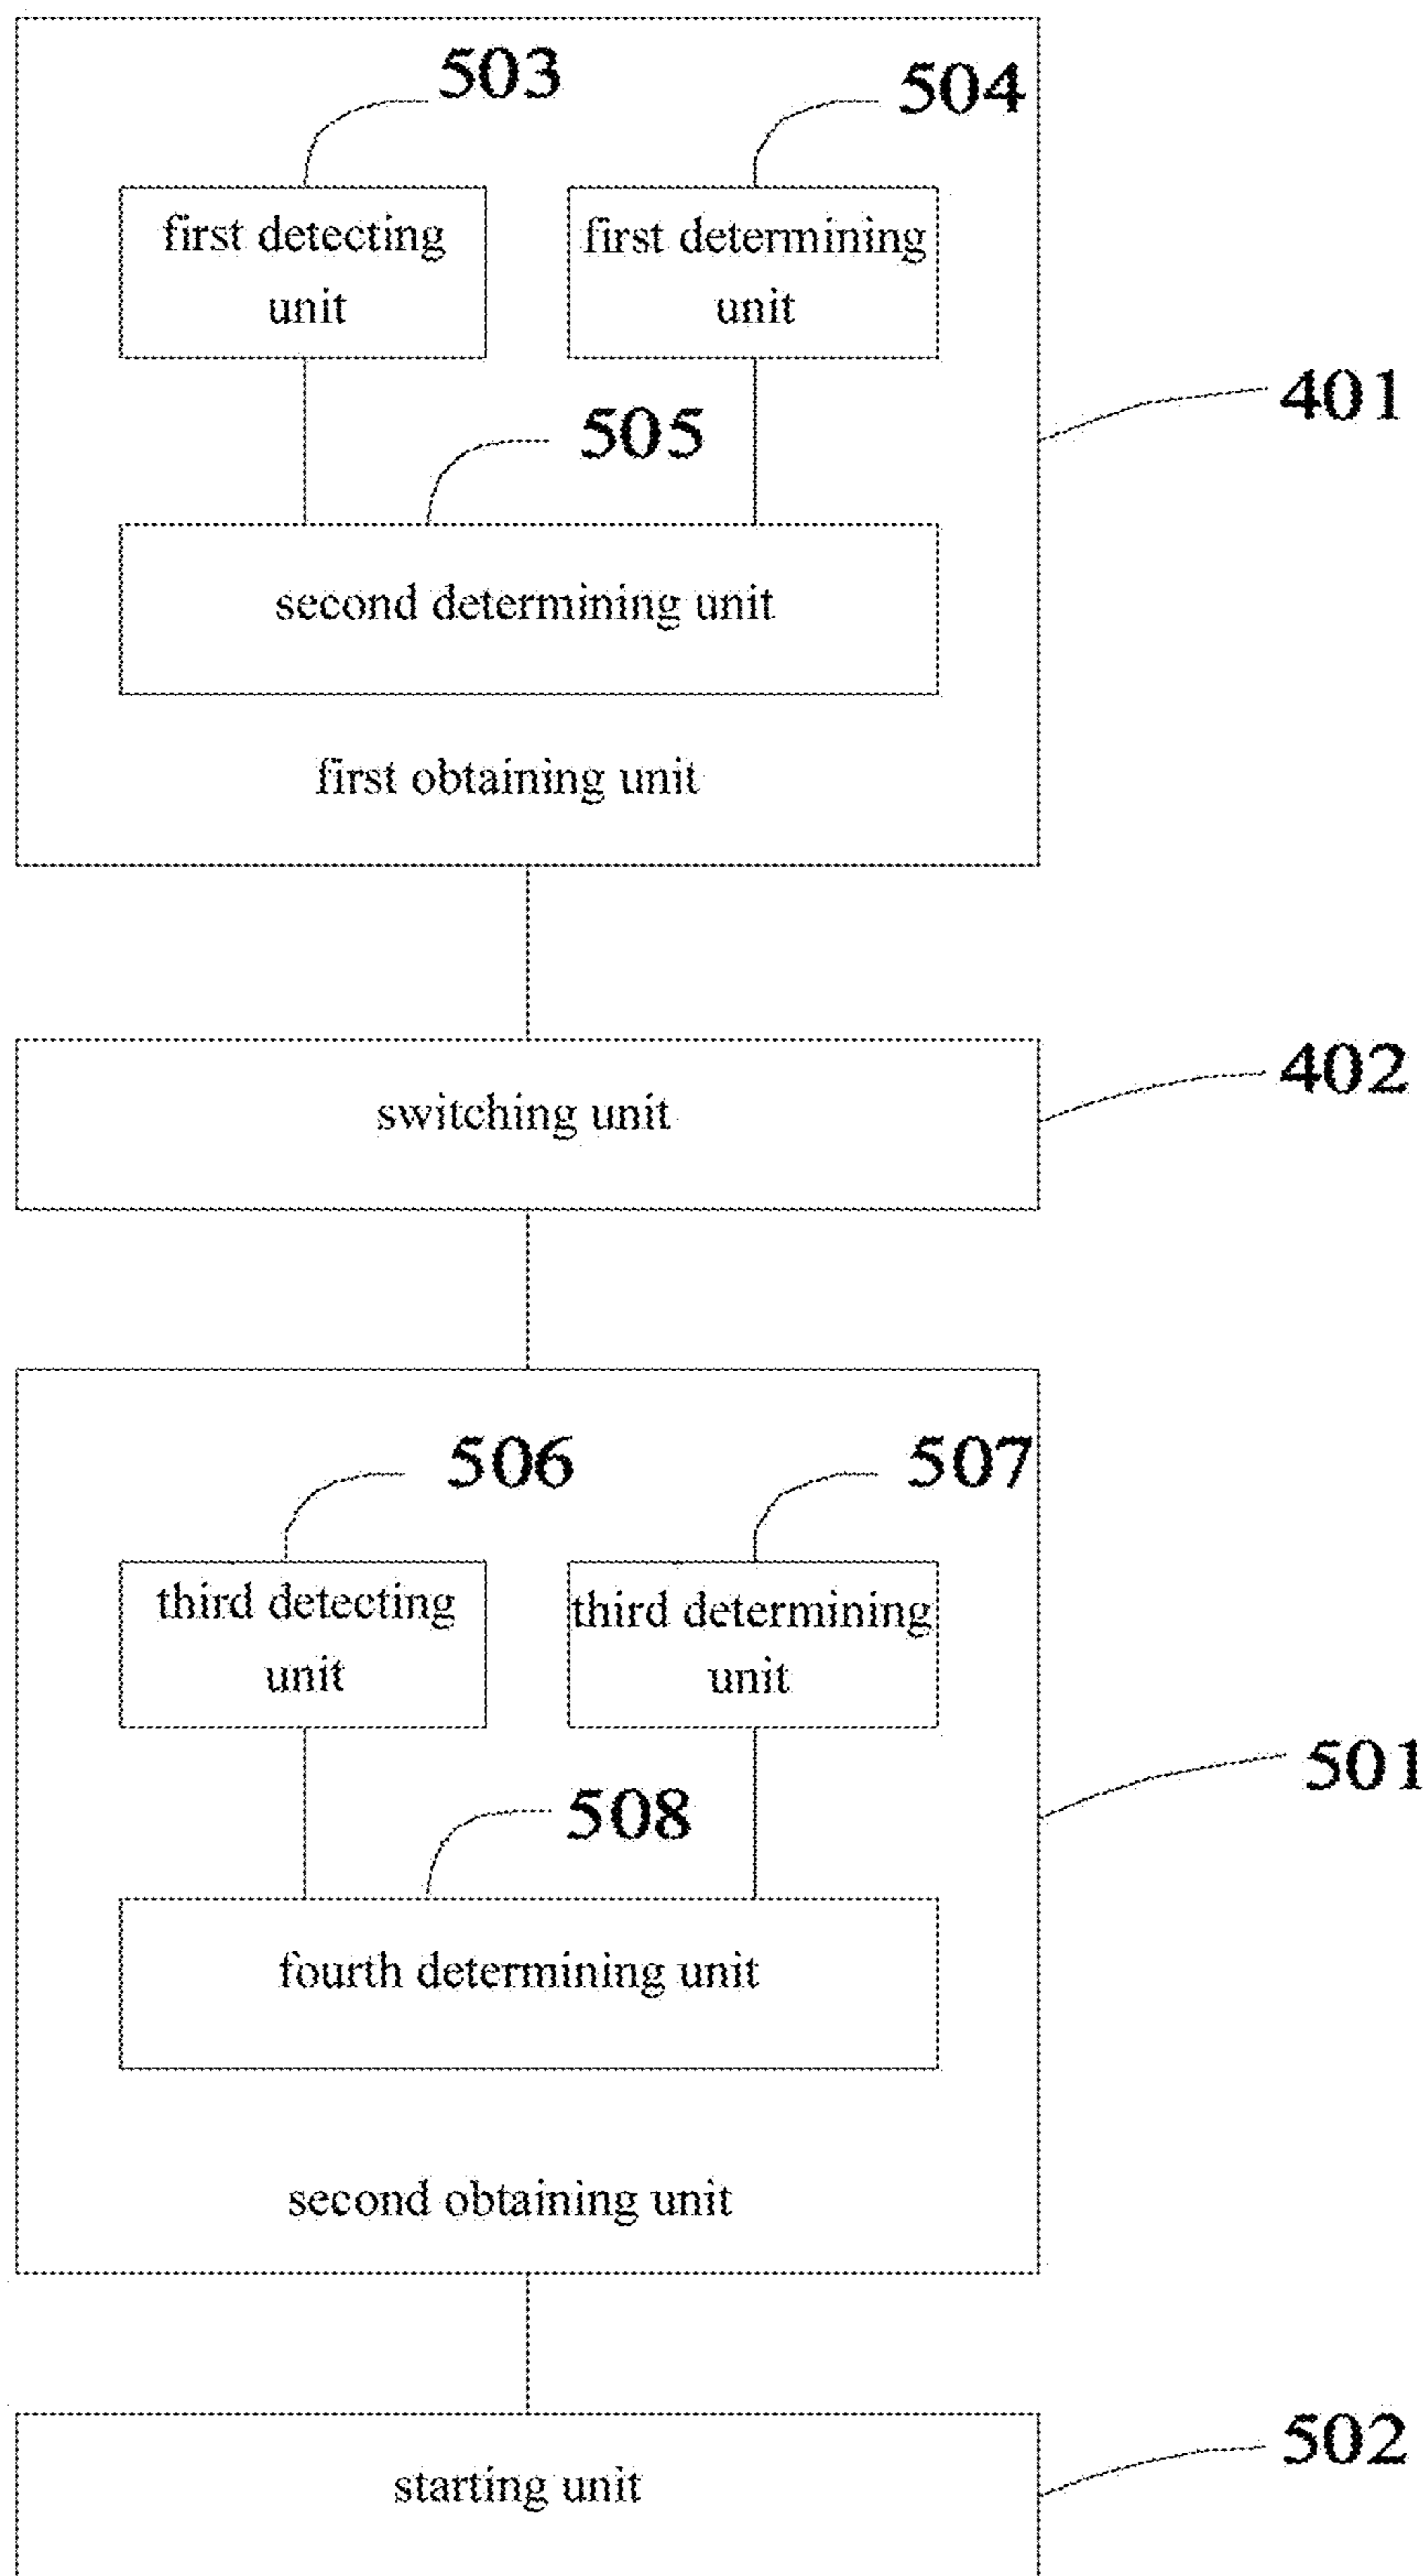 503
504
first detecting
unit
first determining
unit
401
505
second determining unit
first obtaining unit
402
switching unit
506
507
third detecting
unit
third determining
unit
501
508
fourth determining unit
second obtaining unit
502
starting unit